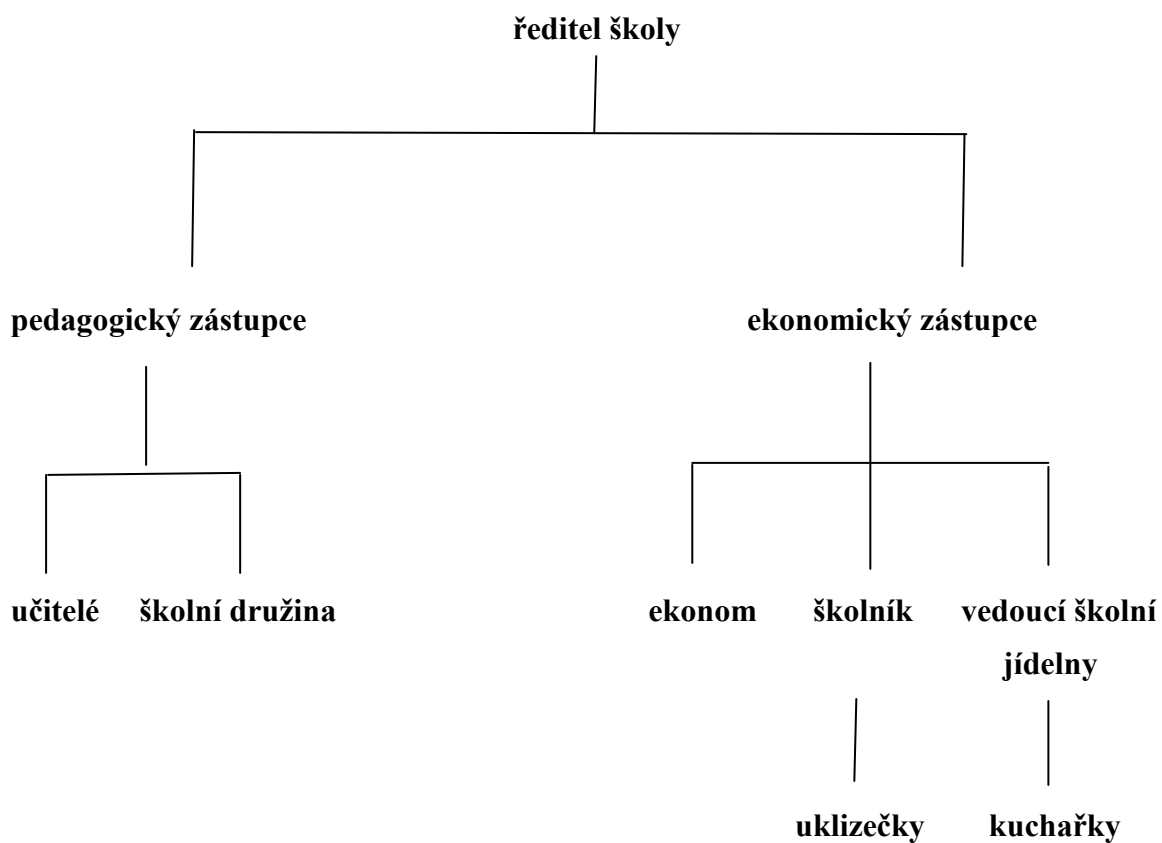 ředitel školy
pedagogický zástupce
ekonomický zástupce
učitelé
školní družina
ekonom
školník
vedoucí školní
jídelny
uklizečky
kuchařky